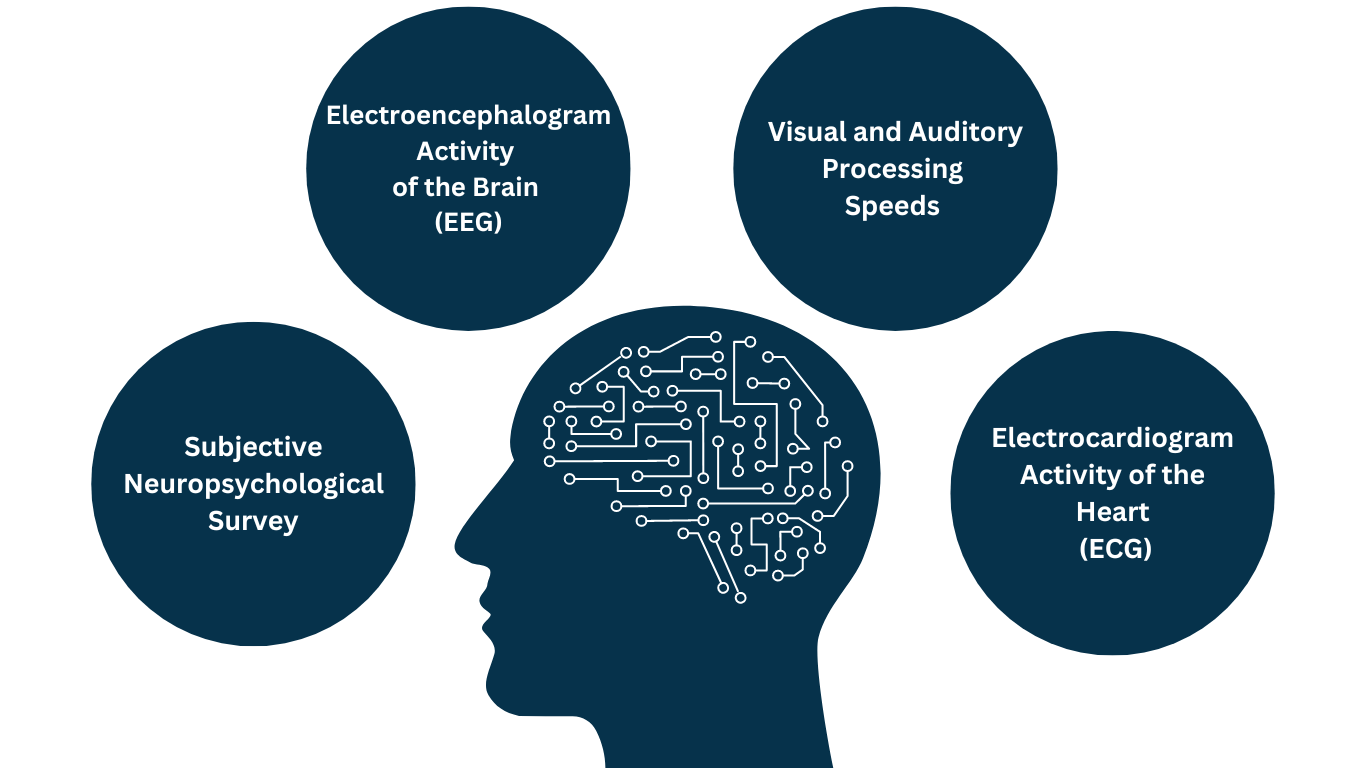 Electroencephalogram
Activity
of the Brain
(EEG)
Visual and Auditory
Processing
Speeds
Subjective
Neuropsychological
Survey
Electrocardiogram
Activity of the
Heart
(ECG)